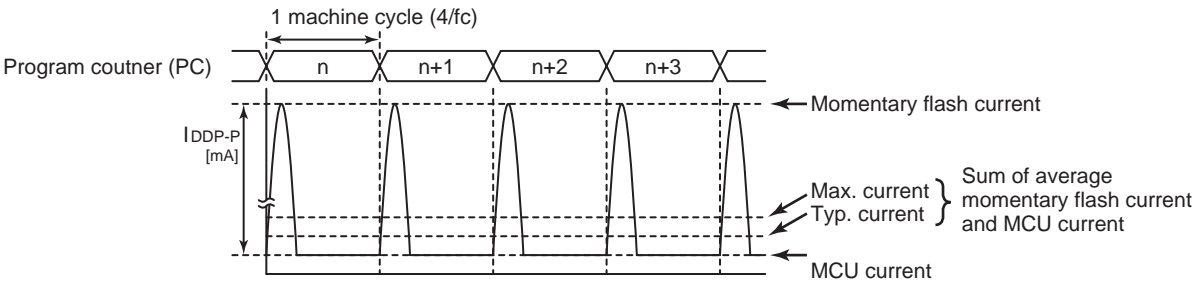 1 machine cycle (4/fc)
Program coutner (PC)
n
n+1
n+2
n+3
Momentary flash current
IDDP-P
[mA]
Max. current
Typ. current
Sum of average
momentary flash current
and MCU current
MCU current